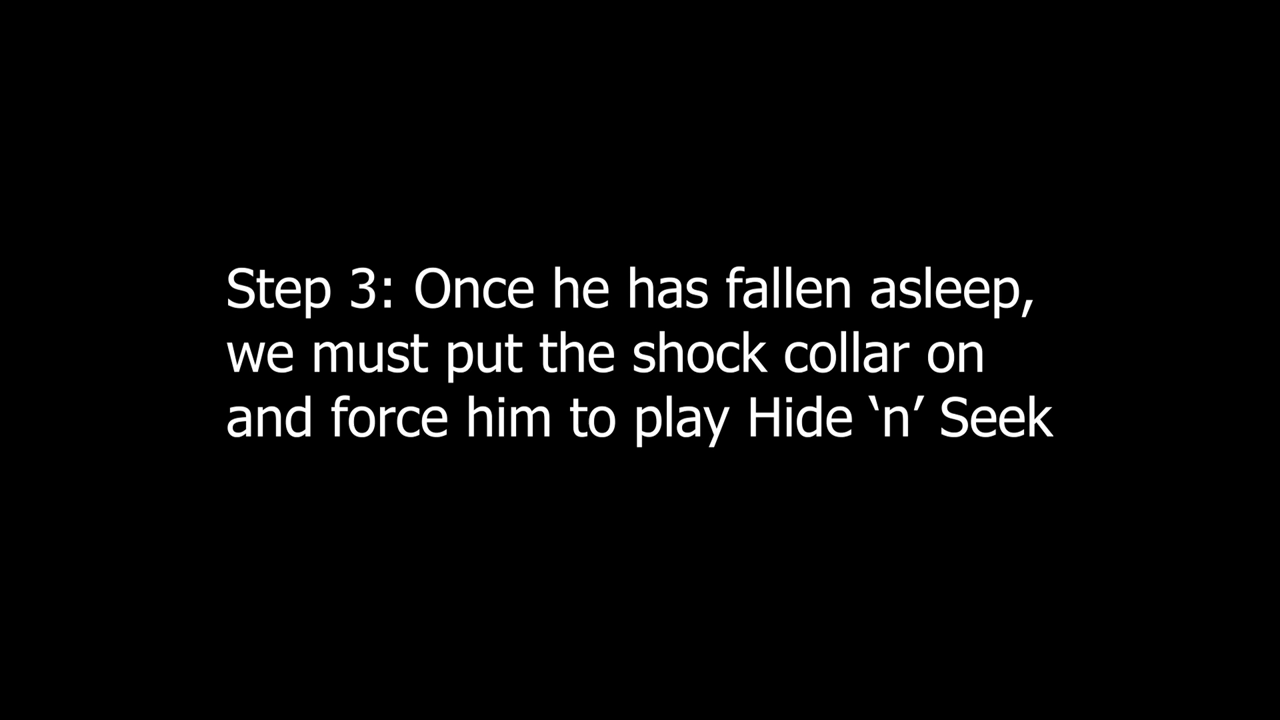 Step 3: Once he has fallen asleep,
we must put the shock collar on
and force him to play Hide ‘n’ Seek